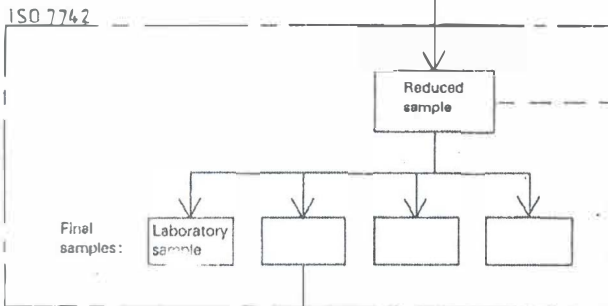 ISO 7742
Reduced
sample
Final
samples:
Laboratory
sample